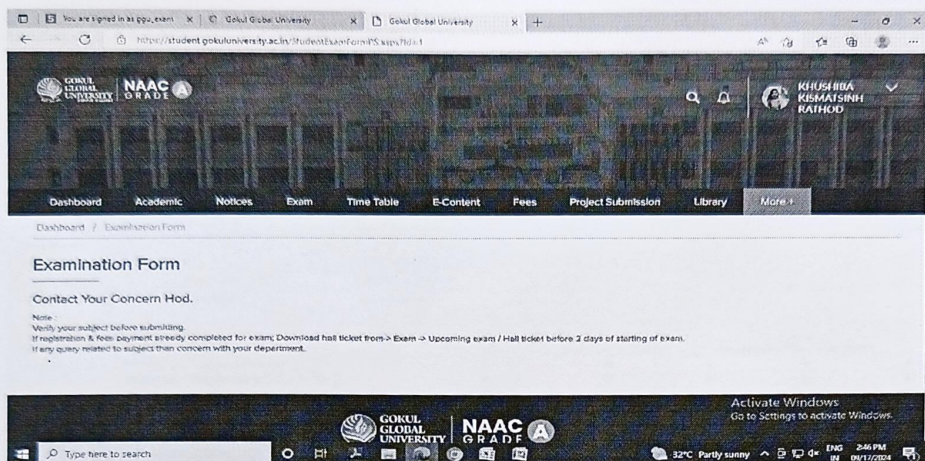 You are signed in as ggu_exam
Gokul Global University
Gokul Global University
https://student.gokuluniversity.ac.in/StudentExamFormPS.aspx?Id=1
GOKUL GLOBAL UNIVERSITY
NAAC GRADE A
KHUSHIBA KISMATSINH RATHOD
Dashboard Academic Notices Exam Time Table E-Content Fees Project Submission Library More +
Dashboard / Examination Form
Examination Form
Contact Your Concern Hod.
Note :
Verify your subject before submitting.
If registration & fees payment already completed for exam; Download hall ticket from-> Exam -> Upcoming exam / Hall ticket before 2 days of starting of exam.
If any query related to subject than concern with your department.
Activate Windows
Go to Settings to activate Windows.
GOKUL GLOBAL UNIVERSITY
NAAC GRADE A
Type here to search
32°C Partly sunny
ENG IN
2:46 PM
09/17/2024